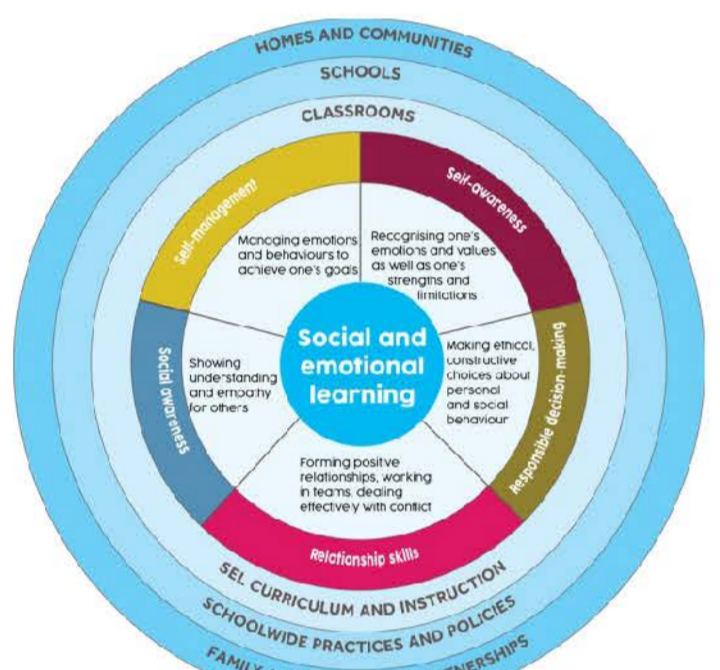 HOMES AND COMMUNITIES
SCHOOLS
CLASSROOMS
Self-management
Self-awareness
Managing emotions
and behaviours to
achieve one's goals
Recognising one's
emotions and values
as well as one's
strengths and
limitations
Social and
emotional
learning
Social awareness
Showing
understanding
and empathy
for others
Making ethical,
constructive
choices about
personal
and social
behaviour
Responsible decision-making
Forming positive
relationships, working
in teams, dealing
effectively with conflict
Relationship skills
SEL CURRICULUM AND INSTRUCTION
SCHOOLWIDE PRACTICES AND POLICIES
FAMILY